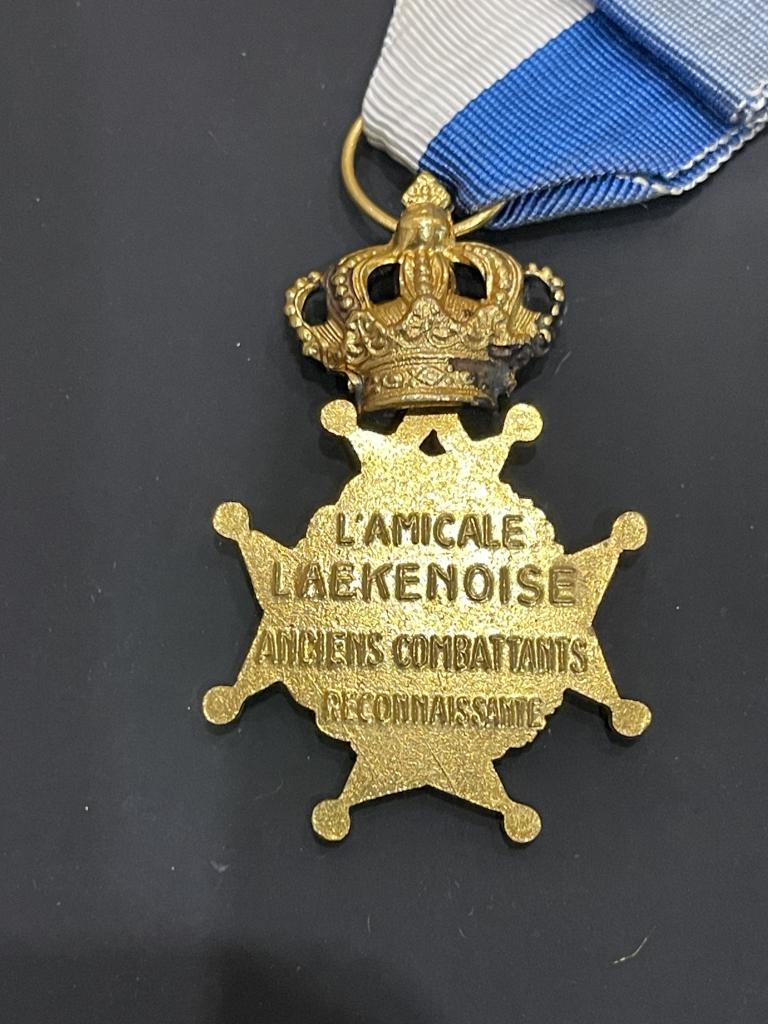 L'AMICALE
LAEKENOISE
ANCIENS COMBATTANTS
RECONNAISSANTE